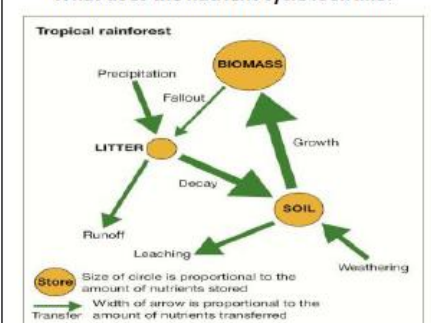 Tropical rainforest
BIOMASS
Precipitation
Fallout
LITTER
Growth
Decay
SOIL
Runoff
Leaching
Weathering
Store
Size of circle is proportional to the
amount of nutrients stored
Transfer
Width of arrow is proportional to the
amount of nutrients transferred